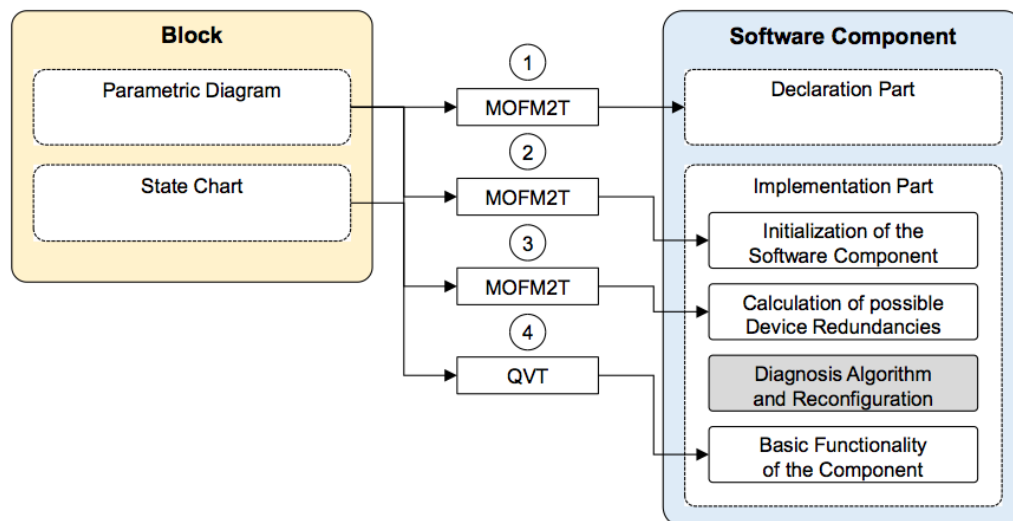 Block
Parametric Diagram
State Chart
1
MOFM2T
2
MOFM2T
3
MOFM2T
4
QVT
Software Component
Declaration Part
Implementation Part
Initialization of the
Software Component
Calculation of possible
Device Redundancies
Diagnosis Algorithm
and Reconfiguration
Basic Functionality
of the Component